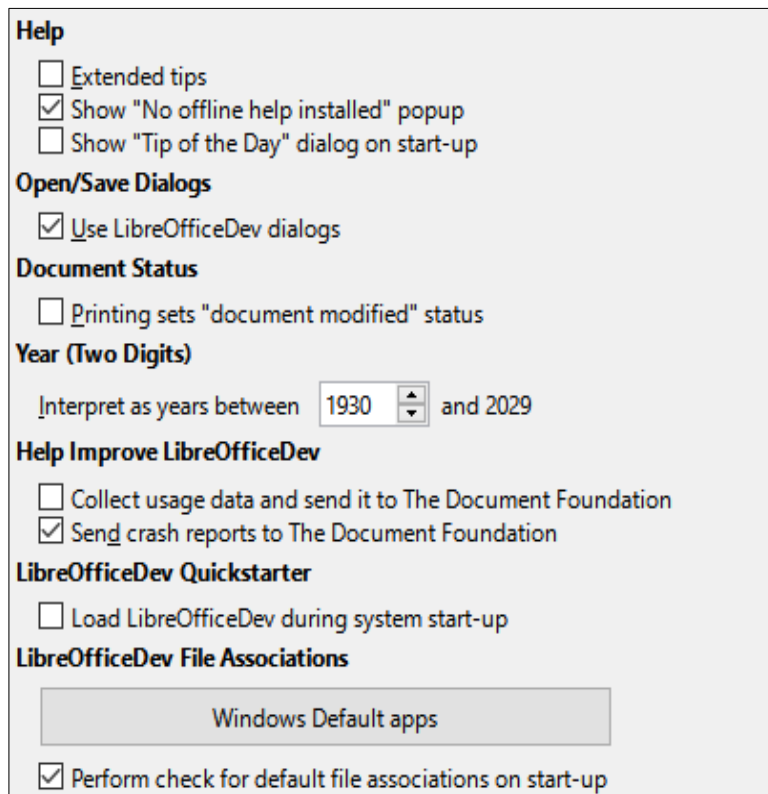 Help
Extended tips
Show "No offline help installed" popup
Show "Tip of the Day" dialog on start-up
Open/Save Dialogs
Use LibreOfficeDev dialogs
Document Status
Printing sets "document modified" status
Year (Two Digits)
Interpret as years between 1930 and 2029
Help Improve LibreOfficeDev
Collect usage data and send it to The Document Foundation
Send crash reports to The Document Foundation
LibreOfficeDev Quickstarter
Load LibreOfficeDev during system start-up
LibreOfficeDev File Associations
Windows Default apps
Perform check for default file associations on start-up